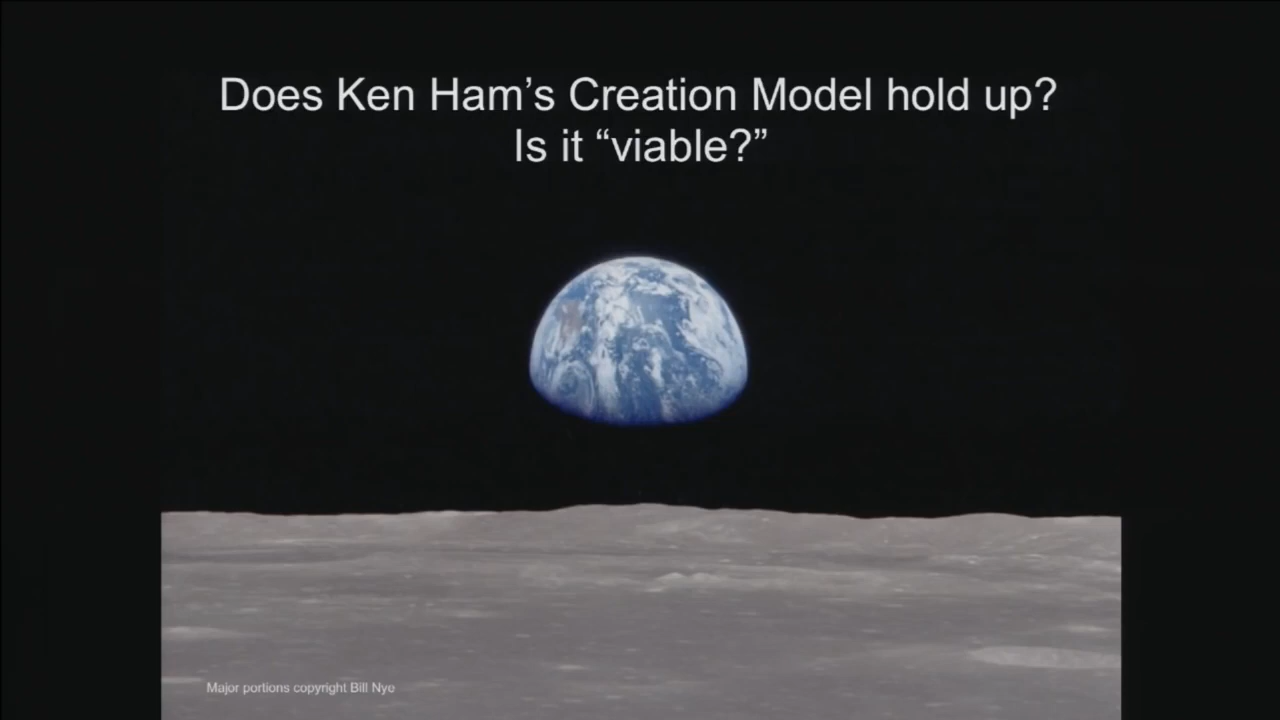 Does Ken Ham’s Creation Model hold up?
Is it “viable?”
Major portions copyright Bill Nye